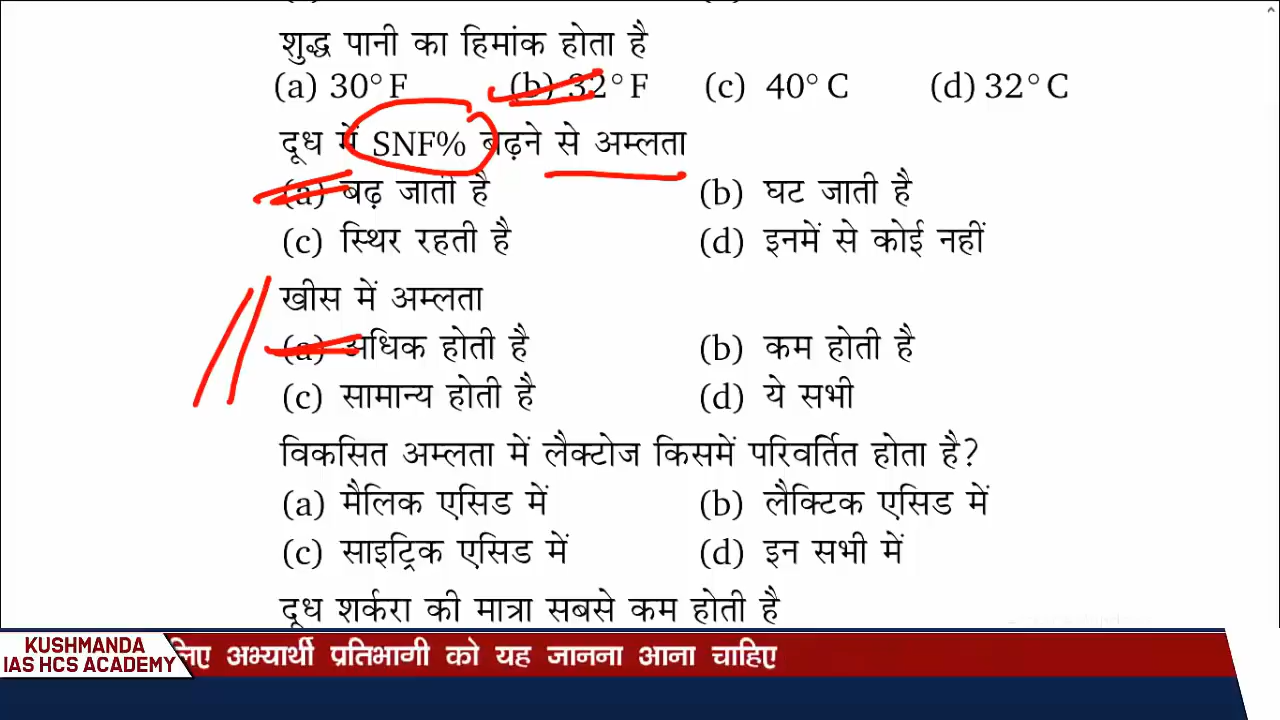 शुद्ध पानी का हिमांक होता है
(a) 30° F (b) 32° F (c) 40° C (d) 32° C
दूध में SNF% बढ़ने से अम्लता
(a) बढ़ जाती है (b) घट जाती है
(c) स्थिर रहती है (d) इनमें से कोई नहीं
खीस में अम्लता
(a) अधिक होती है (b) कम होती है
(c) सामान्य होती है (d) ये सभी
विकसित अम्लता में लैक्टोज किसमें परिवर्तित होता है?
(a) मैलिक एसिड में (b) लैक्टिक एसिड में
(c) साइट्रिक एसिड में (d) इन सभी में
दूध शर्करा की मात्रा सबसे कम होती है
KUSHMANDA
IAS HCS ACADEMY
अभ्यार्थी प्रतिभागी को यह जानना आना चाहिए